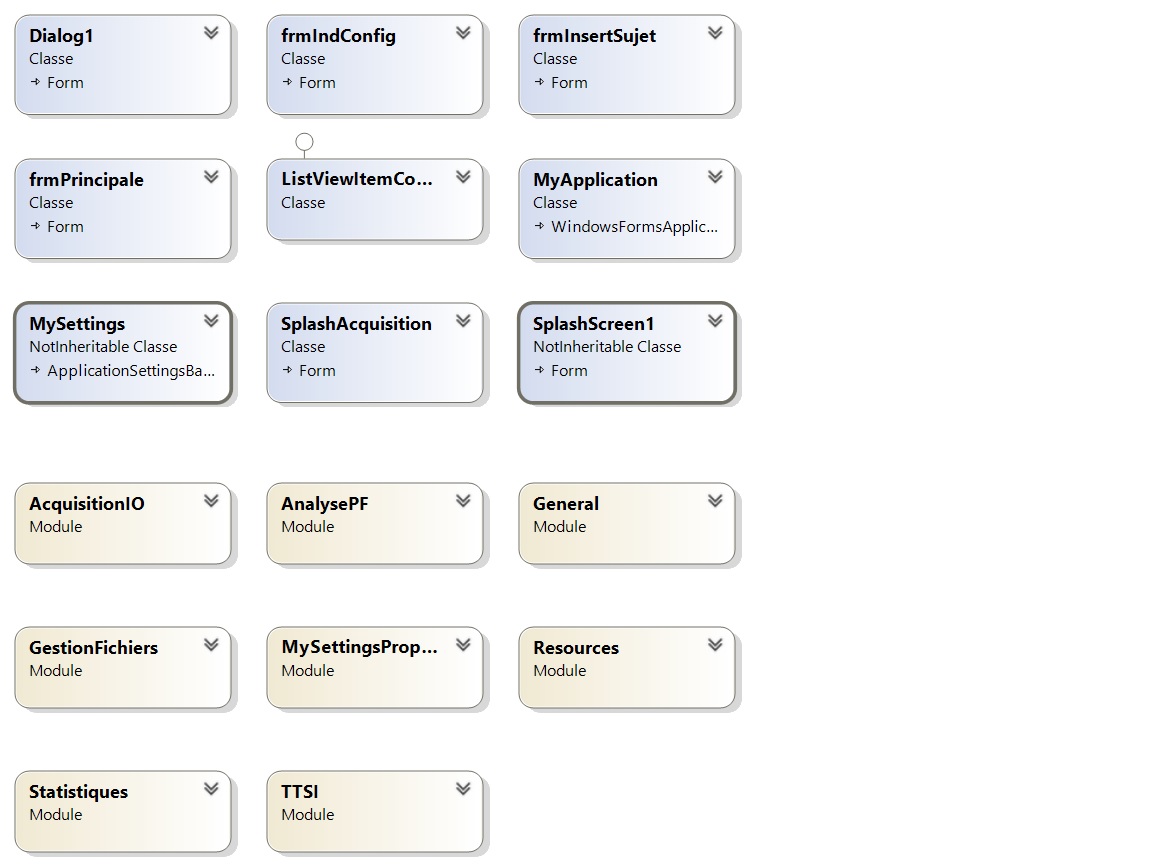 Dialog1
Classe
Form
frmIndConfig
Classe
Form
frmInsertSujet
Classe
Form
frmPrincipale
Classe
Form
ListViewItemCo...
Classe
MyApplication
Classe
WindowsFormsApplic...
MySettings
NotInheritable Classe
ApplicationSettingsBa...
SplashAcquisition
Classe
Form
SplashScreen1
NotInheritable Classe
Form
AcquisitionIO
Module
AnalysePF
Module
General
Module
GestionFichiers
Module
MySettingsProp...
Module
Resources
Module
Statistiques
Module
TTSI
Module